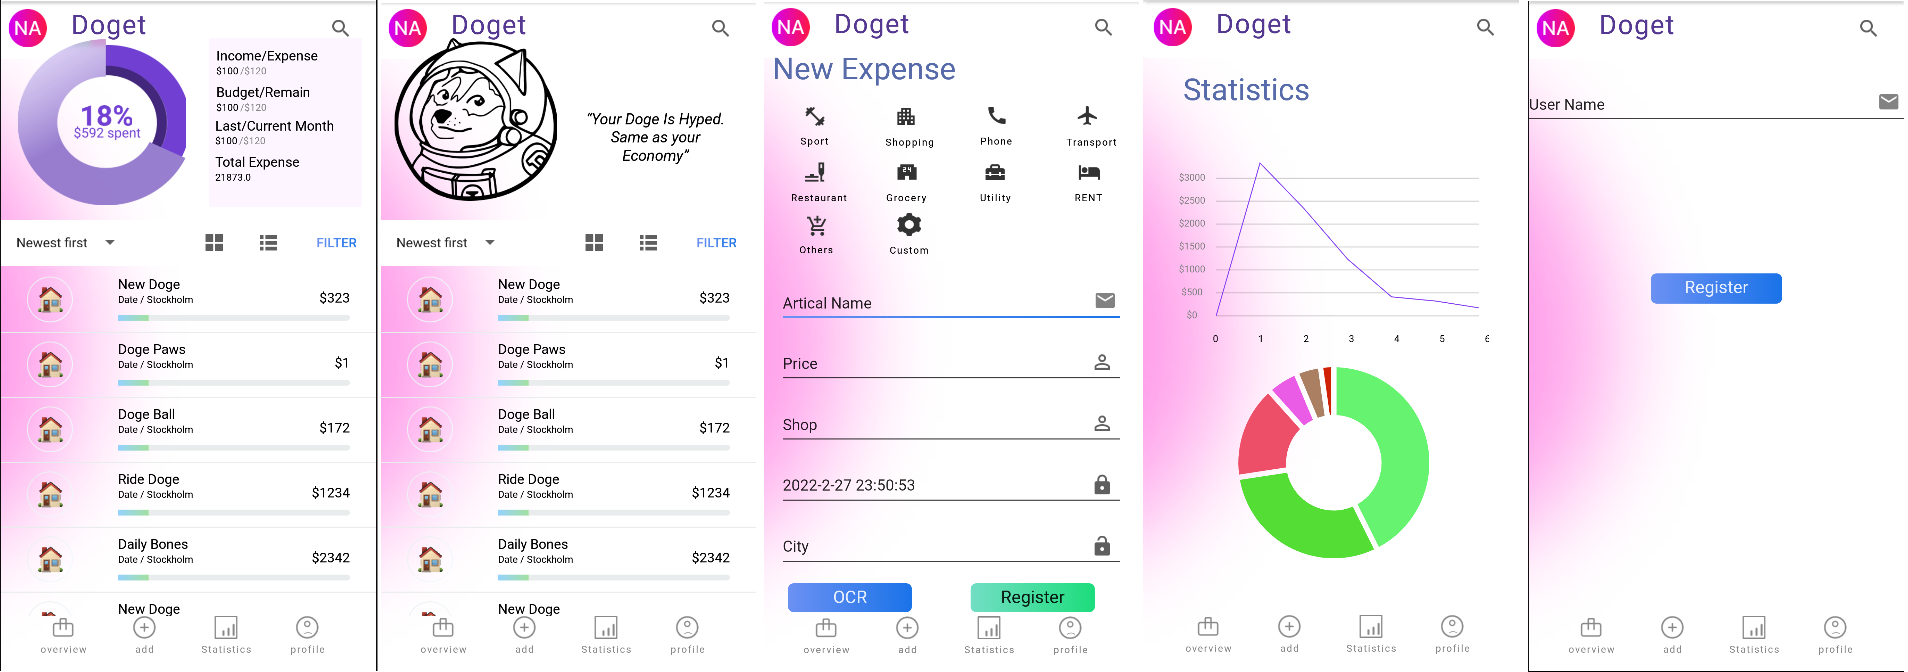 NA
Doget
18%
$592 spent
Income/Expense
$100 /$120
Budget/Remain
$100 /$120
Last/Current Month
$100 /$120
Total Expense
21873.0
Newest first
FILTER
New Doge
Date / Stockholm
$323
Doge Paws
Date / Stockholm
$1
Doge Ball
Date / Stockholm
$172
Ride Doge
Date / Stockholm
$1234
Daily Bones
Date / Stockholm
$2342
New Doge
overview
add
Statistics
profile
NA
Doget
"Your Doge Is Hyped.
Same as your
Economy"
Newest first
FILTER
New Doge
Date / Stockholm
$323
Doge Paws
Date / Stockholm
$1
Doge Ball
Date / Stockholm
$172
Ride Doge
Date / Stockholm
$1234
Daily Bones
Date / Stockholm
$2342
New Doge
overview
add
Statistics
profile
NA
Doget
New Expense
Sport
Shopping
Phone
Transport
Restaurant
24
Grocery
Utility
RENT
Others
Custom
Artical Name
Price
Shop
2022-2-27 23:50:53
City
OCR
Register
overview
add
Statistics
profile
NA
Doget
Statistics
$3000
$2500
$2000
$1500
$1000
$500
$0
0 1 2 3 4 5 6
overview
add
Statistics
profile
NA
Doget
User Name
Register
overview
add
Statistics
profile